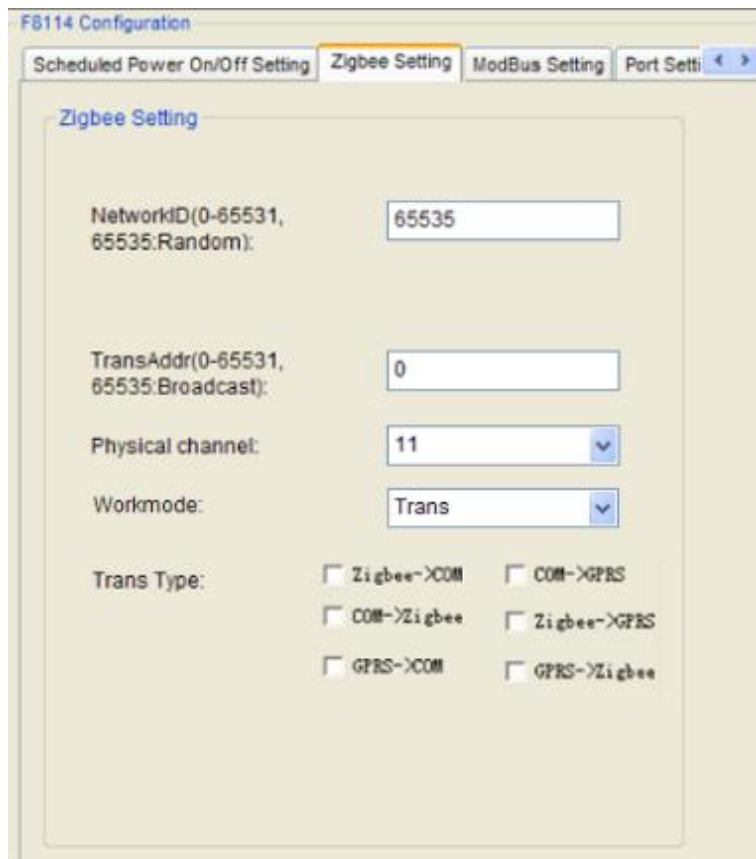 F8114 Configuration
Scheduled Power On/Off Setting Zigbee Setting ModBus Setting Port Setti
Zigbee Setting
NetworkID(0-65531,
65535:Random):
65535
TransAddr(0-65531,
65535:Broadcast):
0
Physical channel: 11
Workmode: Trans
Trans Type: Zigbee->COM COM->GPRS
COM->Zigbee Zigbee->GPRS
GPRS->COM GPRS->Zigbee